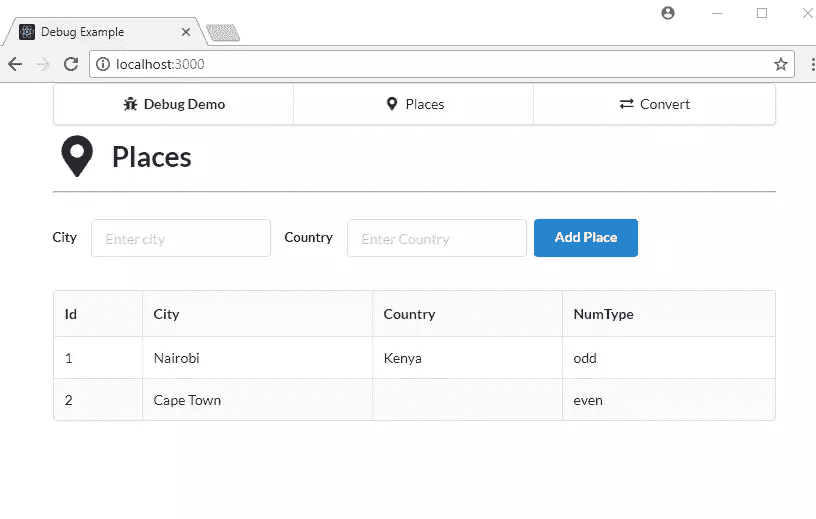 Debug Example
localhost:3000
Debug Demo Places Convert
Places
City Enter city Country Enter Country Add Place
Id City Country NumType
1 Nairobi Kenya odd
2 Cape Town even